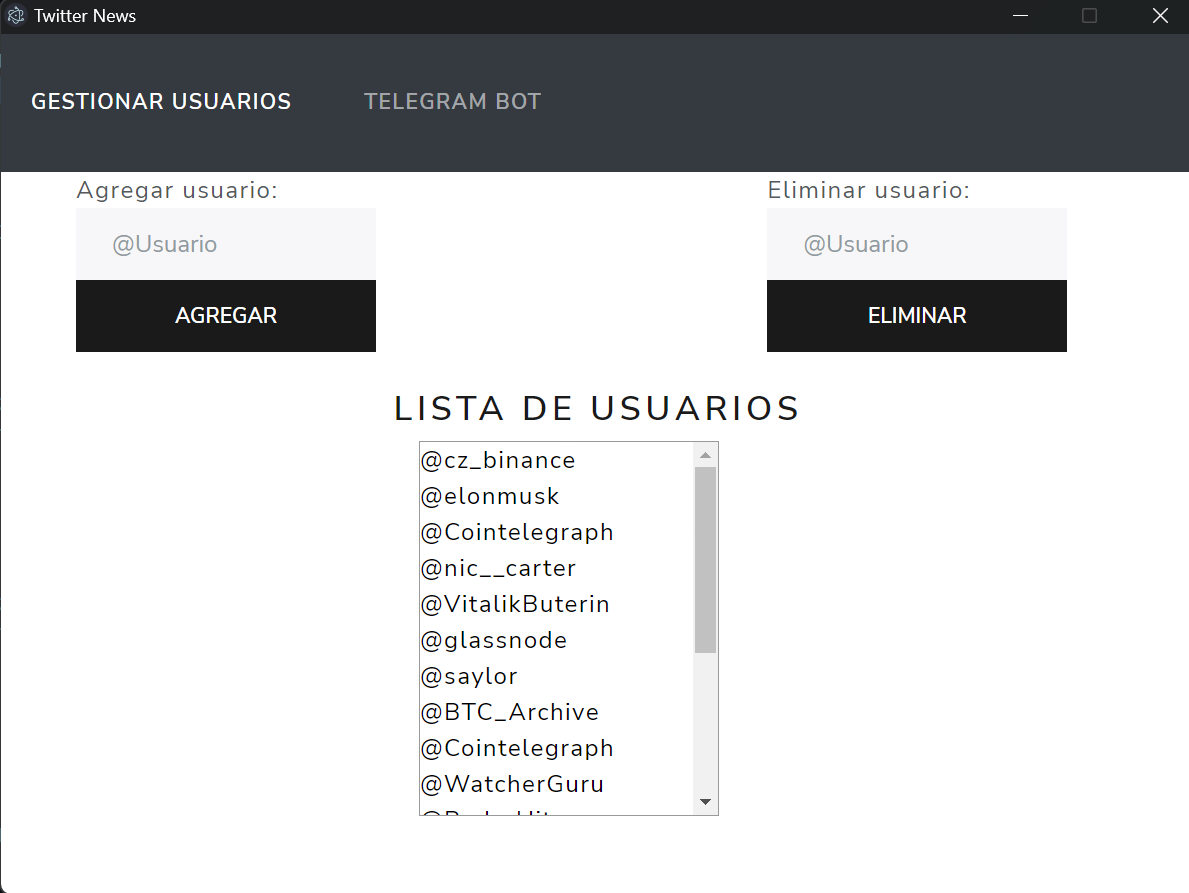 Twitter News
GESTIONAR USUARIOS TELEGRAM BOT
Agregar usuario:
@Usuario
AGREGAR
Eliminar usuario:
@Usuario
ELIMINAR
LISTA DE USUARIOS
@cz_binance
@elonmusk
@Cointelegraph
@nic__carter
@VitalikButerin
@glassnode
@saylor
@BTC_Archive
@Cointelegraph
@WatcherGuru